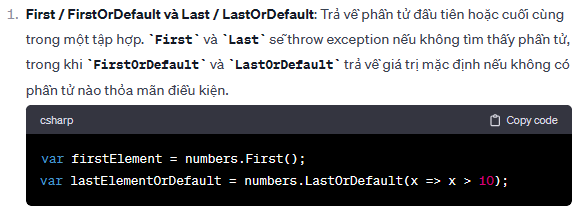 1. First / FirstOrDefault và Last / LastOrDefault: Trả về phần tử đầu tiên hoặc cuối cùng
trong một tập hợp. `First` và `Last` sẽ throw exception nếu không tìm thấy phần tử,
trong khi `FirstOrDefault` và `LastOrDefault` trả về giá trị mặc định nếu không có
phần tử nào thỏa mãn điều kiện.
csharp Copy code
var firstElement = numbers.First();
var lastElementOrDefault = numbers.LastOrDefault(x => x > 10);